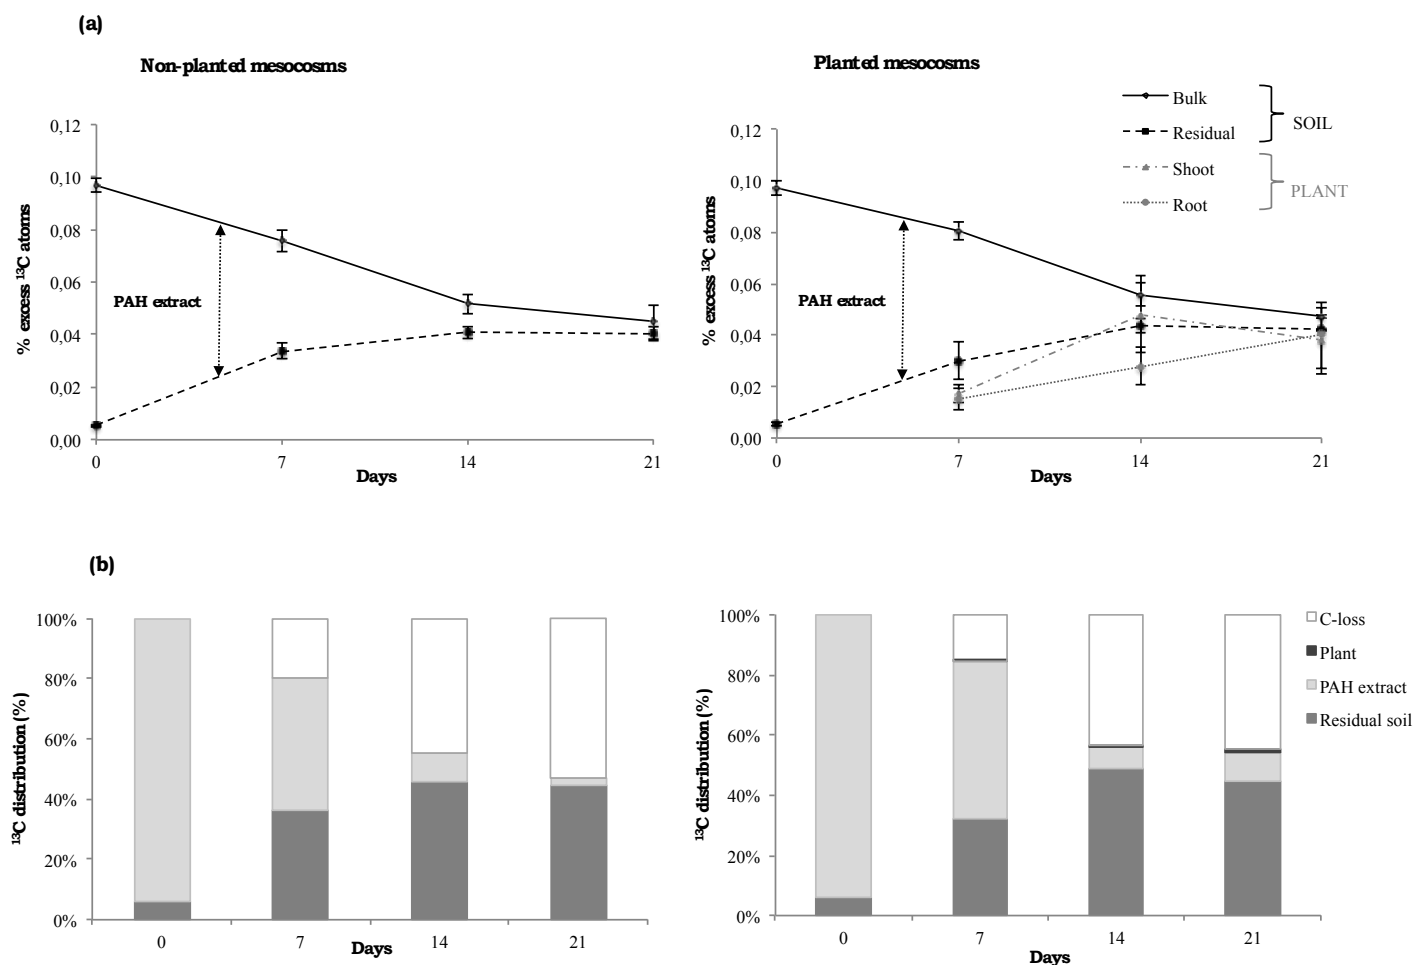 (a)
Non-planted mesocosms
% excess ¹³C atoms
0,12
0,10
0,08
0,06
0,04
0,02
0,00
PAH extract
0 7 14 21
Days
Planted mesocosms
Bulk
Residual
SOIL
Shoot
Root
PLANT
% excess ¹³C atoms
0,12
0,10
0,08
0,06
0,04
0,02
0,00
PAH extract
0 7 14 21
Days
(b)
¹³C distribution (%)
100%
80%
60%
40%
20%
0%
0 7 14 21
Days
¹³C distribution (%)
100%
80%
60%
40%
20%
0%
0 7 14 21
Days
C-loss
Plant
PAH extract
Residual soil